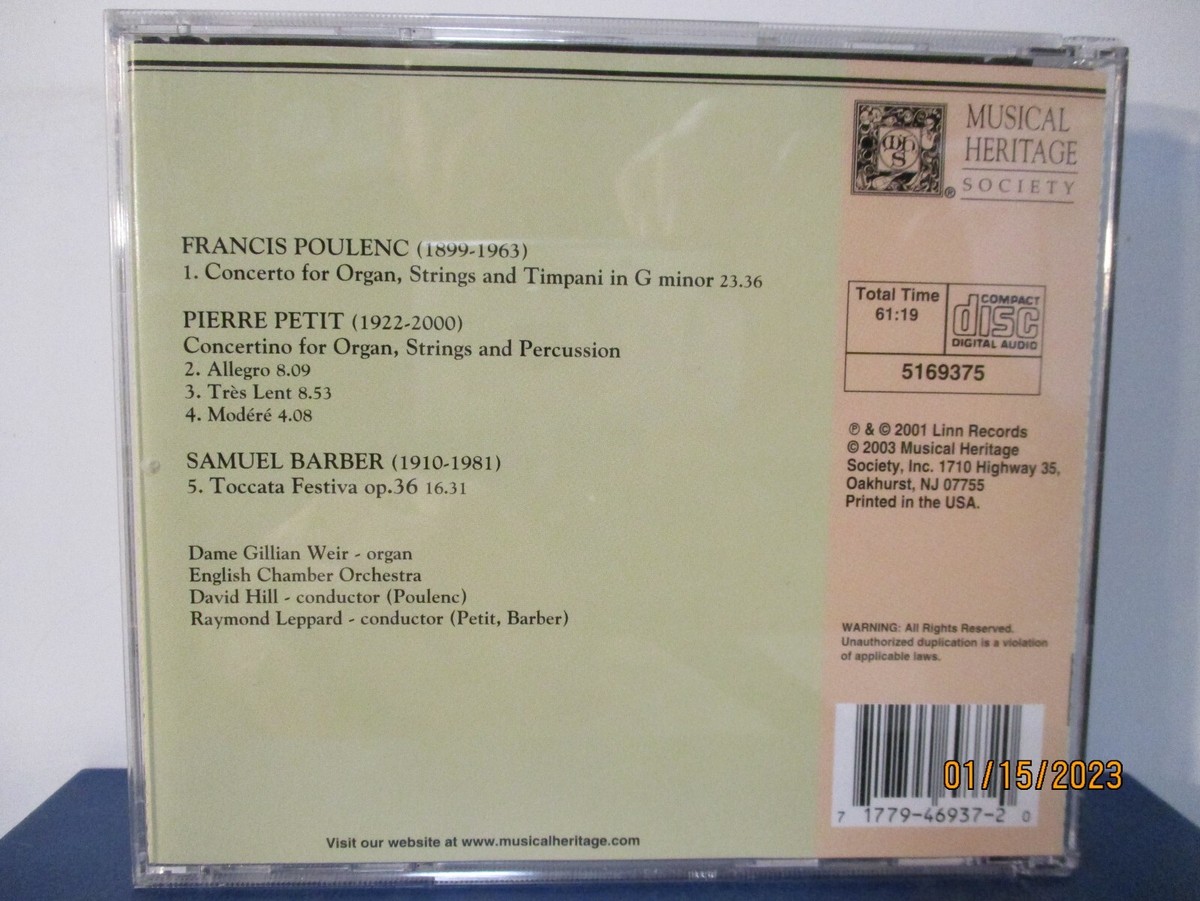 FRANCIS POULENC (1899-1963)
1. Concerto for Organ, Strings and Timpani in G minor 23.36
PIERRE PETIT (1922-2000)
Concertino for Organ, Strings and Percussion
2. Allegro 8.09
3. Très Lent 8.53
4. Modéré 4.08
SAMUEL BARBER (1910-1981)
5. Toccata Festiva op.36 16.31
Dame Gillian Weir - organ
English Chamber Orchestra
David Hill - conductor (Poulenc)
Raymond Leppard - conductor (Petit, Barber)
Visit our website at www.musicalheritage.com
mhs ®
MUSICAL
HERITAGE
SOCIETY
Total Time
61:19
COMPACT
disc
DIGITAL AUDIO
5169375
℗ & © 2001 Linn Records
© 2003 Musical Heritage
Society, Inc. 1710 Highway 35,
Oakhurst, NJ 07755
Printed in the USA.
WARNING: All Rights Reserved.
Unauthorized duplication is a violation
of applicable laws.
01/15/2023
7 1779-46937-2 0